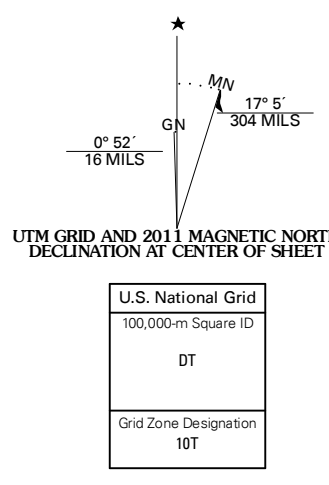 MN
GN
17° 5´
304 MILS
0° 52´
16 MILS
UTM GRID AND 2011 MAGNETIC NORT
DECLINATION AT CENTER OF SHEET
U.S. National Grid
100,000-m Square ID
DT
Grid Zone Designation
10T